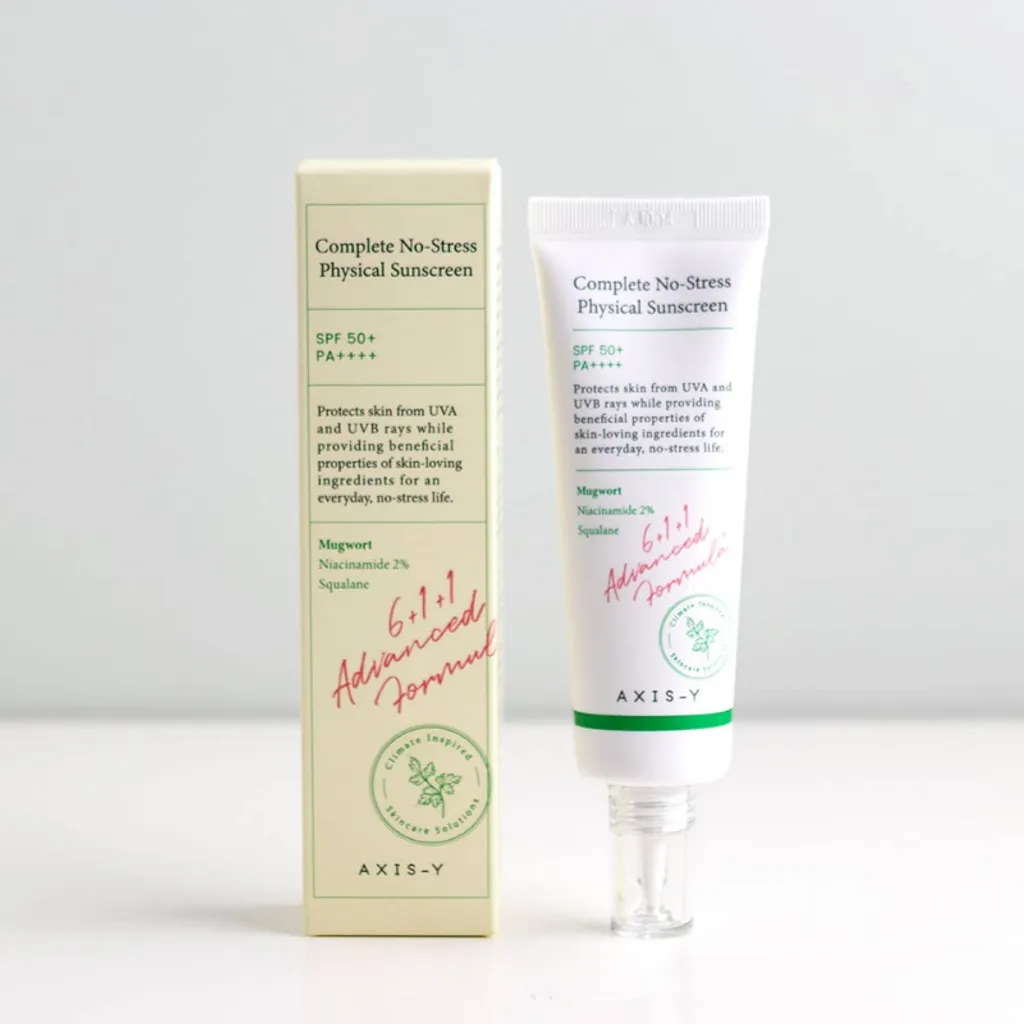 Complete No-Stress
Physical Sunscreen
SPF 50+
PA++++
Protects skin from UVA
and UVB rays while
providing beneficial
properties of skin-loving
ingredients for an
everyday, no-stress life.
Mugwort
Niacinamide 2%
Squalane
6+1+1
Advanced
Formul
Climate Inspired
Skincare Solutions
AXIS-Y
Complete No-Stress
Physical Sunscreen
SPF 50+
PA++++
Protects skin from UVA and
UVB rays while providing
beneficial properties of
skin-loving ingredients for
an everyday, no-stress life.
Mugwort
Niacinamide 2%
Squalane
6+1+1
Advanced
Formula
Climate Inspired
Skincare Solutions
AXIS-Y